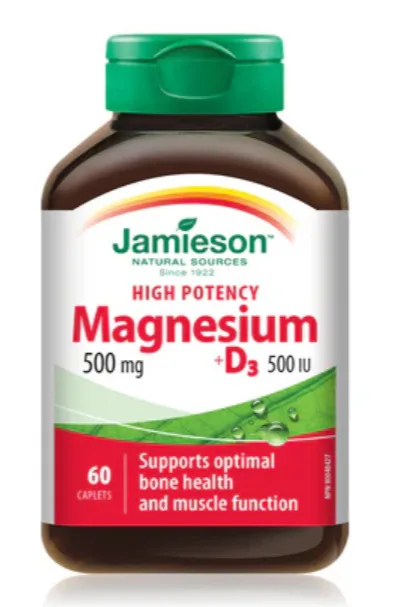 Jamieson™
NATURAL SOURCES
Since 1922
HIGH POTENCY
Magnesium
500 mg +D₃ 500 IU
60
CAPLETS
Supports optimal
bone health
and muscle function